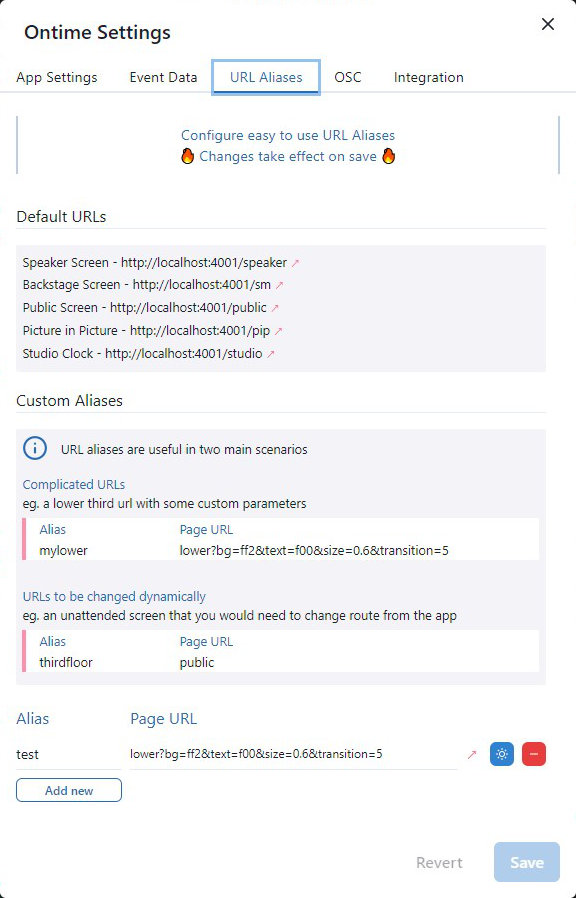 Ontime Settings
App Settings Event Data URL Aliases OSC Integration
Configure easy to use URL Aliases
🔥 Changes take effect on save 🔥
Default URLs
Speaker Screen - http://localhost:4001/speaker ↗
Backstage Screen - http://localhost:4001/sm ↗
Public Screen - http://localhost:4001/public ↗
Picture in Picture - http://localhost:4001/pip ↗
Studio Clock - http://localhost:4001/studio ↗
Custom Aliases
URL aliases are useful in two main scenarios
Complicated URLs
eg. a lower third url with some custom parameters
Alias Page URL
mylower lower?bg=ff2&text=f00&size=0.6&transition=5
URLs to be changed dynamically
eg. an unattended screen that you would need to change route from the app
Alias Page URL
thirdfloor public
Alias Page URL
test lower?bg=ff2&text=f00&size=0.6&transition=5 ↗
Add new
Revert Save